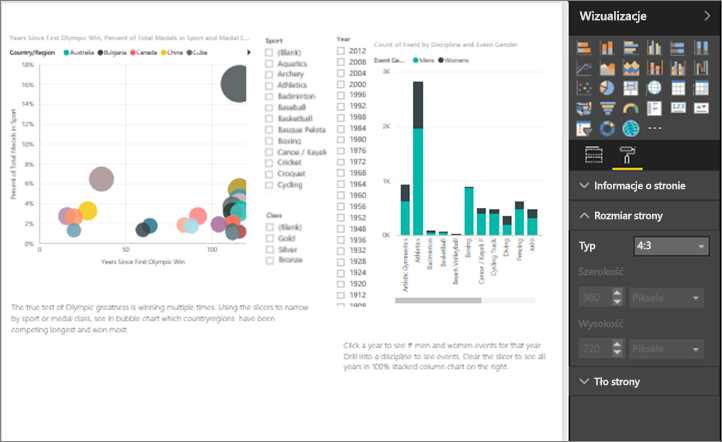 Years Since First Olympic Win, Percent of Total Medals in Sport and Medal C...
Country/Region Australia Bulgaria Canada China Cuba
18%
16%
14%
12%
10%
8%
6%
4%
2%
0%
Percent of Total Medals in Sport
0
50
100
Years Since First Olympic Win
The true test of Olympic greatness is winning multiple times. Using the slicers to narrow
by sport or medal class, see in bubble chart which countryregions have been
competing longest and won most.
Sport
(Blank)
Aquatics
Archery
Athletics
Badminton
Baseball
Basketball
Basque Pelota
Boxing
Canoe / Kayak
Cricket
Croquet
Cycling
Class
(Blank)
Gold
Silver
Bronze
Year
2012
2008
2004
2000
1996
1992
1988
1984
1980
1976
1972
1968
1964
1960
1956
1952
1948
1936
1932
1928
1924
1920
1912
1908
Count of Event by Discipline and Event Gender
Event Ge... Mens Womens
3K
2K
1K
0K
Artistic Gymnastics
Athletics
Badminton
Basketball
Beach Volleyball
Boxing
Canoe / Kayak F
Cycling Track
Diving
Fencing
Judo
Click a year to see # men and women events for that year.
Drill into a discipline to see events. Clear the slicer to see all
years in 100% stacked column chart on the right.
Wizualizacje
Informacje o stronie
Rozmiar strony
Typ
4:3
Szerokość
960
Piksele
Wysokość
720
Piksele
Tło strony